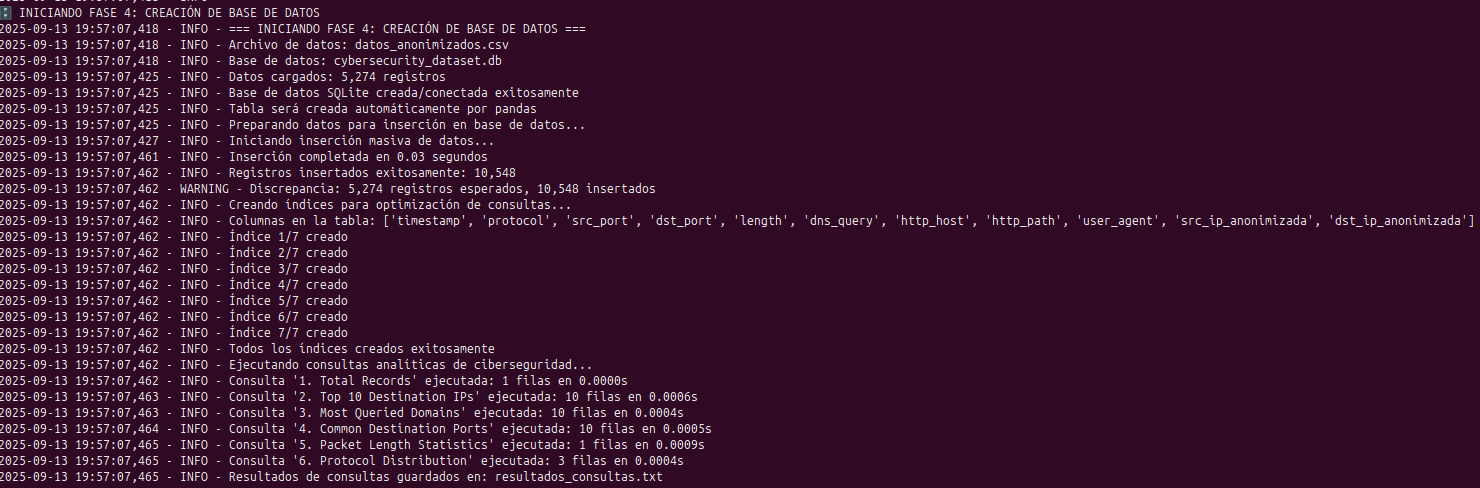 INICIANDO FASE 4: CREACIÓN DE BASE DE DATOS
2025-09-13 19:57:07,418 - INFO - === INICIANDO FASE 4: CREACIÓN DE BASE DE DATOS ===
2025-09-13 19:57:07,418 - INFO - Archivo de datos: datos_anonimizados.csv
2025-09-13 19:57:07,418 - INFO - Base de datos: cybersecurity_dataset.db
2025-09-13 19:57:07,425 - INFO - Datos cargados: 5,274 registros
2025-09-13 19:57:07,425 - INFO - Base de datos SQLite creada/conectada exitosamente
2025-09-13 19:57:07,425 - INFO - Tabla será creada automáticamente por pandas
2025-09-13 19:57:07,425 - INFO - Preparando datos para inserción en base de datos...
2025-09-13 19:57:07,427 - INFO - Iniciando inserción masiva de datos...
2025-09-13 19:57:07,461 - INFO - Inserción completada en 0.03 segundos
2025-09-13 19:57:07,462 - INFO - Registros insertados exitosamente: 10,548
2025-09-13 19:57:07,462 - WARNING - Discrepancia: 5,274 registros esperados, 10,548 insertados
2025-09-13 19:57:07,462 - INFO - Creando índices para optimización de consultas...
2025-09-13 19:57:07,462 - INFO - Columnas en la tabla: ['timestamp', 'protocol', 'src_port', 'dst_port', 'length', 'dns_query', 'http_host', 'http_path', 'user_agent', 'src_ip_anonimizada', 'dst_ip_anonimizada']
2025-09-13 19:57:07,462 - INFO - Índice 1/7 creado
2025-09-13 19:57:07,462 - INFO - Índice 2/7 creado
2025-09-13 19:57:07,462 - INFO - Índice 3/7 creado
2025-09-13 19:57:07,462 - INFO - Índice 4/7 creado
2025-09-13 19:57:07,462 - INFO - Índice 5/7 creado
2025-09-13 19:57:07,462 - INFO - Índice 6/7 creado
2025-09-13 19:57:07,462 - INFO - Índice 7/7 creado
2025-09-13 19:57:07,462 - INFO - Todos los índices creados exitosamente
2025-09-13 19:57:07,462 - INFO - Ejecutando consultas analíticas de ciberseguridad...
2025-09-13 19:57:07,462 - INFO - Consulta '1. Total Records' ejecutada: 1 filas en 0.0000s
2025-09-13 19:57:07,463 - INFO - Consulta '2. Top 10 Destination IPs' ejecutada: 10 filas en 0.0006s
2025-09-13 19:57:07,463 - INFO - Consulta '3. Most Queried Domains' ejecutada: 10 filas en 0.0004s
2025-09-13 19:57:07,464 - INFO - Consulta '4. Common Destination Ports' ejecutada: 10 filas en 0.0005s
2025-09-13 19:57:07,465 - INFO - Consulta '5. Packet Length Statistics' ejecutada: 1 filas en 0.0009s
2025-09-13 19:57:07,465 - INFO - Consulta '6. Protocol Distribution' ejecutada: 3 filas en 0.0004s
2025-09-13 19:57:07,465 - INFO - Resultados de consultas guardados en: resultados_consultas.txt